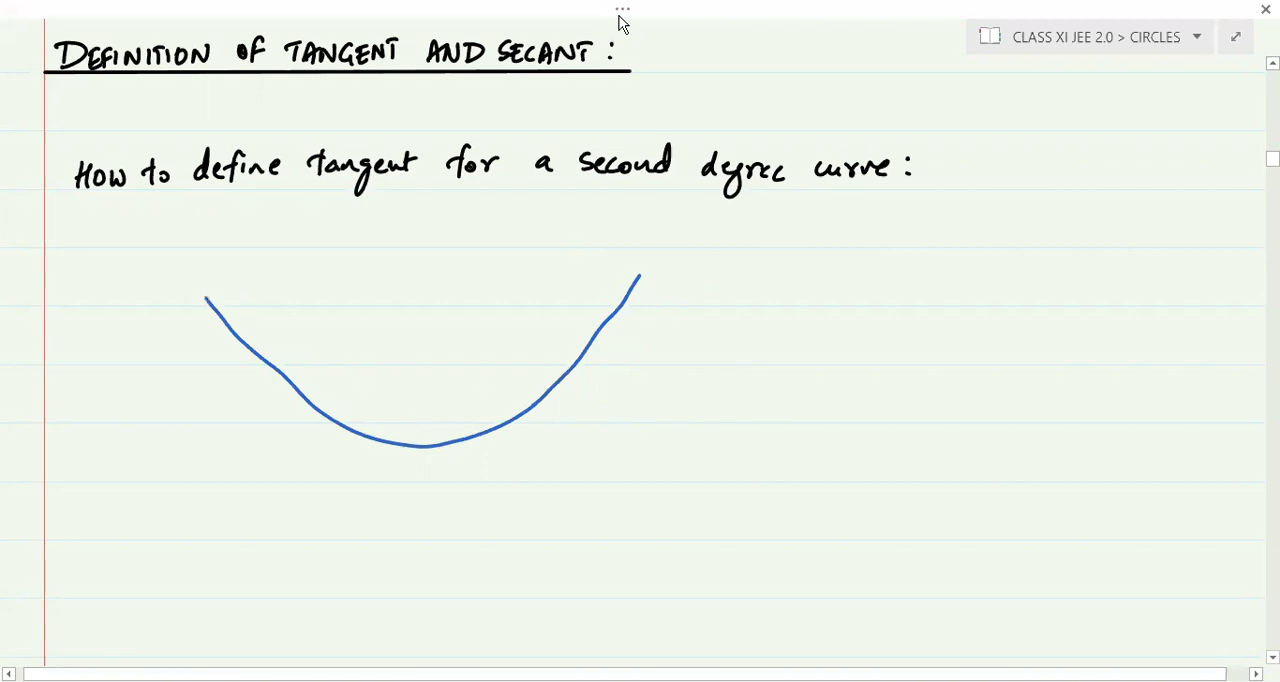 DEFINITION OF TANGENT AND SECANT :
CLASS XI JEE 2.0 > CIRCLES
How to define tangent for a second degree curve :